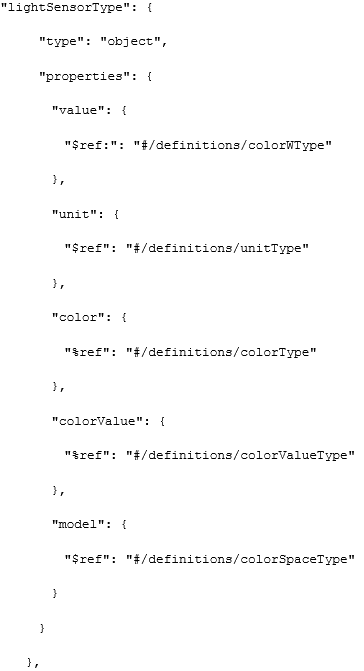 "lightSensorType": {
"type": "object",
"properties": {
"value": {
"$ref:": "#/definitions/colorWType"
},
"unit": {
"$ref": "#/definitions/unitType"
},
"color": {
"%ref": "#/definitions/colorType"
},
"colorValue": {
"%ref": "#/definitions/colorValueType"
},
"model": {
"$ref": "#/definitions/colorSpaceType"
}
}
},